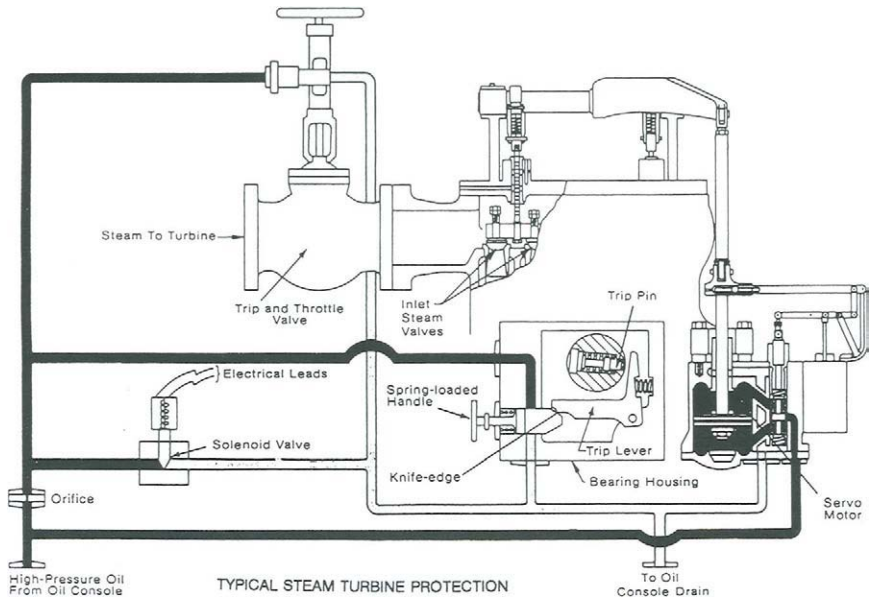 Steam To Turbine
Trip and Throttle
Valve
Inlet
Steam
Valves
Trip Pin
Electrical Leads
Spring-loaded
Handle
Solenoid Valve
Trip Lever
Knife-edge
Bearing Housing
Orifice
Servo
Motor
High-Pressure Oil
From Oil Console
TYPICAL STEAM TURBINE PROTECTION
To Oil
Console Drain